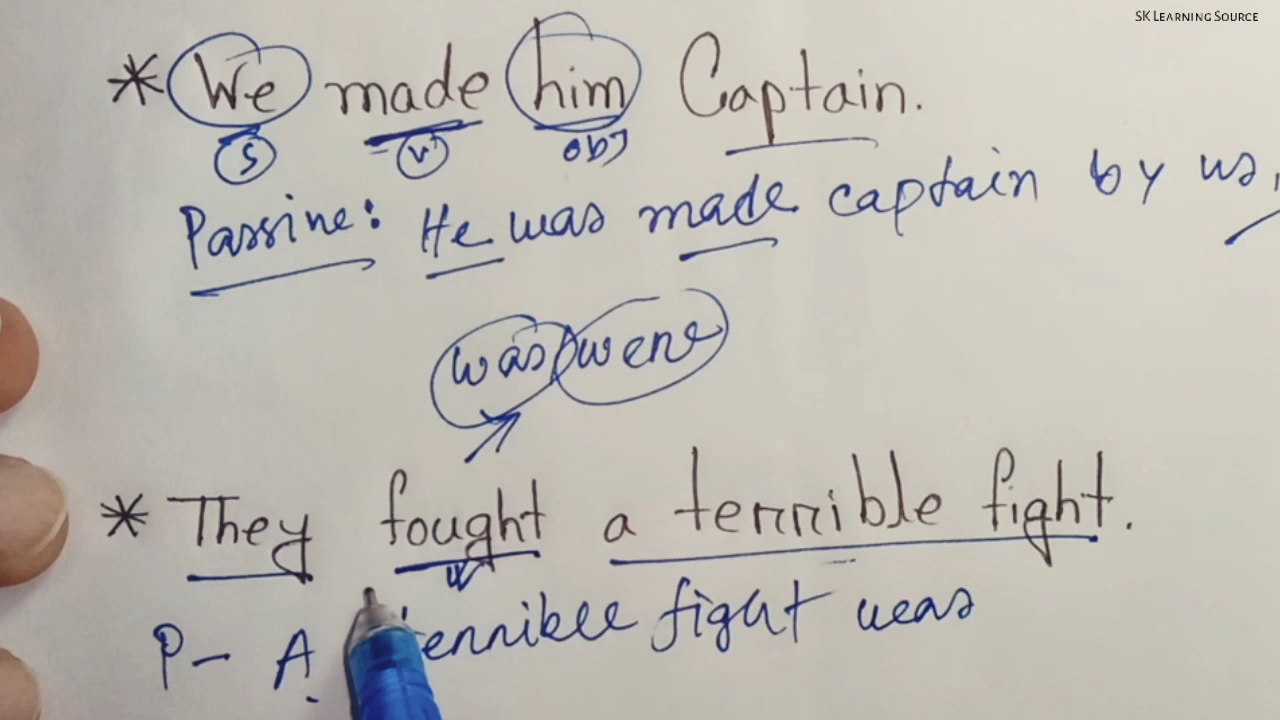 SK LEARNING SOURCE
* We made him Captain.
S V obj
Passive: He was made captain by us,
was were
* They fought a terrible fight.
V
P- A terrible fight was